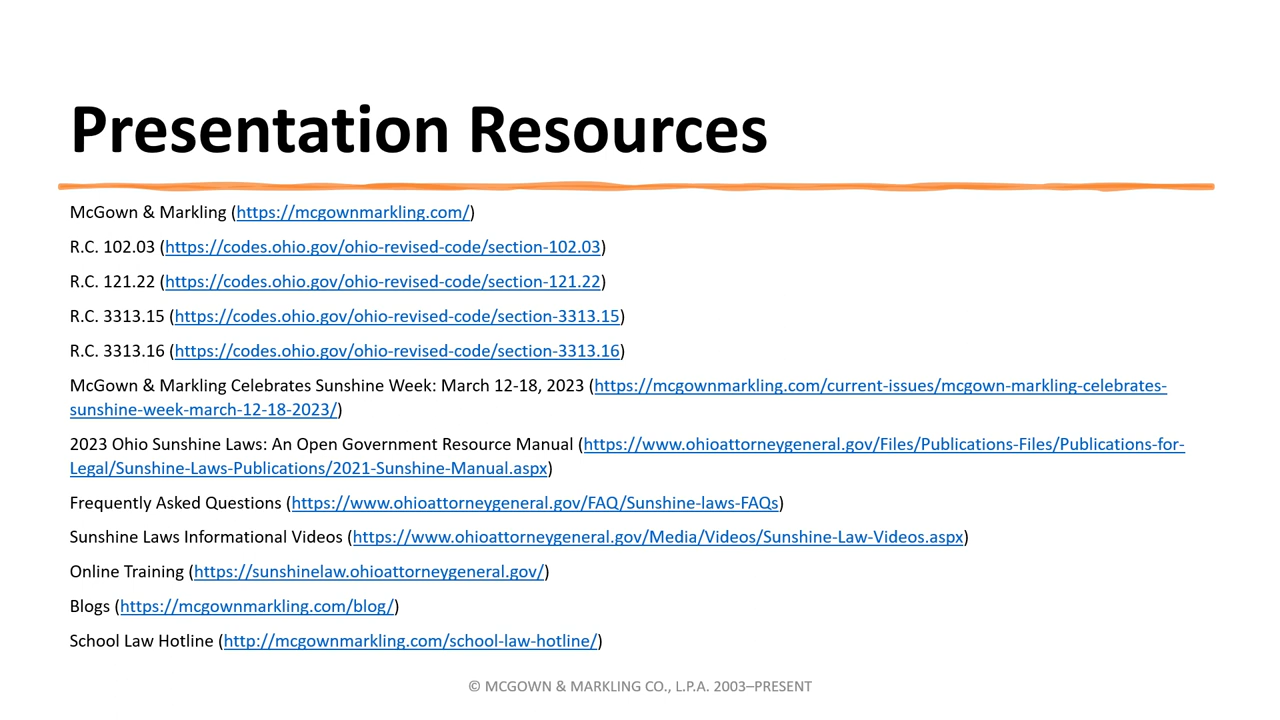 Presentation Resources
McGown & Markling (https://mcgownmarkling.com/)
R.C. 102.03 (https://codes.ohio.gov/ohio-revised-code/section-102.03)
R.C. 121.22 (https://codes.ohio.gov/ohio-revised-code/section-121.22)
R.C. 3313.15 (https://codes.ohio.gov/ohio-revised-code/section-3313.15)
R.C. 3313.16 (https://codes.ohio.gov/ohio-revised-code/section-3313.16)
McGown & Markling Celebrates Sunshine Week: March 12-18, 2023 (https://mcgownmarkling.com/current-issues/mcgown-markling-celebrates-
sunshine-week-march-12-18-2023/)
2023 Ohio Sunshine Laws: An Open Government Resource Manual (https://www.ohioattorneygeneral.gov/Files/Publications-Files/Publications-for-
Legal/Sunshine-Laws-Publications/2021-Sunshine-Manual.aspx)
Frequently Asked Questions (https://www.ohioattorneygeneral.gov/FAQ/Sunshine-laws-FAQs)
Sunshine Laws Informational Videos (https://www.ohioattorneygeneral.gov/Media/Videos/Sunshine-Law-Videos.aspx)
Online Training (https://sunshinelaw.ohioattorneygeneral.gov/)
Blogs (https://mcgownmarkling.com/blog/)
School Law Hotline (http://mcgownmarkling.com/school-law-hotline/)
© MCGOWN & MARKLING CO., L.P.A. 2003–PRESENT